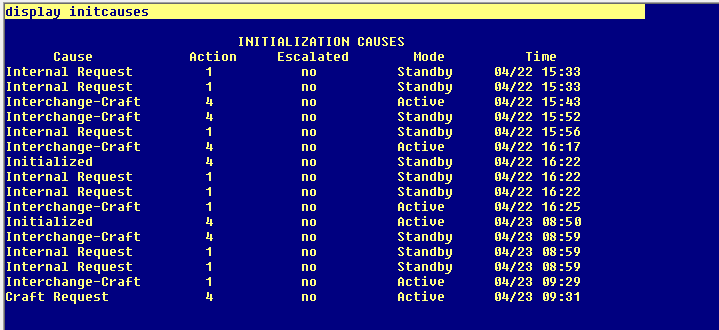 display initcauses
INITIALIZATION CAUSES
Cause Action Escalated Mode Time
Internal Request 1 no Standby 04/22 15:33
Internal Request 1 no Standby 04/22 15:33
Interchange-Craft 4 no Active 04/22 15:43
Interchange-Craft 4 no Standby 04/22 15:52
Internal Request 1 no Standby 04/22 15:56
Interchange-Craft 4 no Active 04/22 16:17
Initialized 4 no Standby 04/22 16:22
Internal Request 1 no Standby 04/22 16:22
Internal Request 1 no Standby 04/22 16:22
Interchange-Craft 1 no Active 04/22 16:25
Initialized 4 no Active 04/23 08:50
Interchange-Craft 4 no Standby 04/23 08:59
Internal Request 1 no Standby 04/23 08:59
Internal Request 1 no Standby 04/23 08:59
Interchange-Craft 1 no Active 04/23 09:29
Craft Request 4 no Active 04/23 09:31